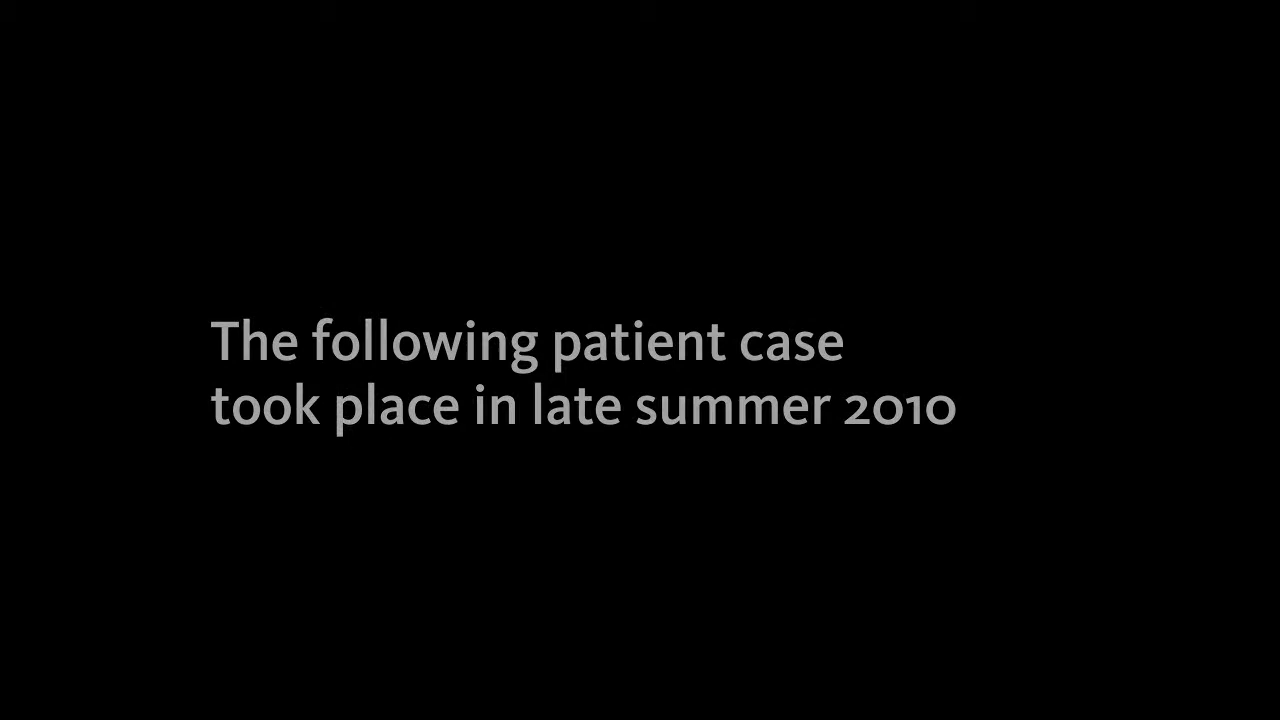 The following patient case
took place in late summer 2010